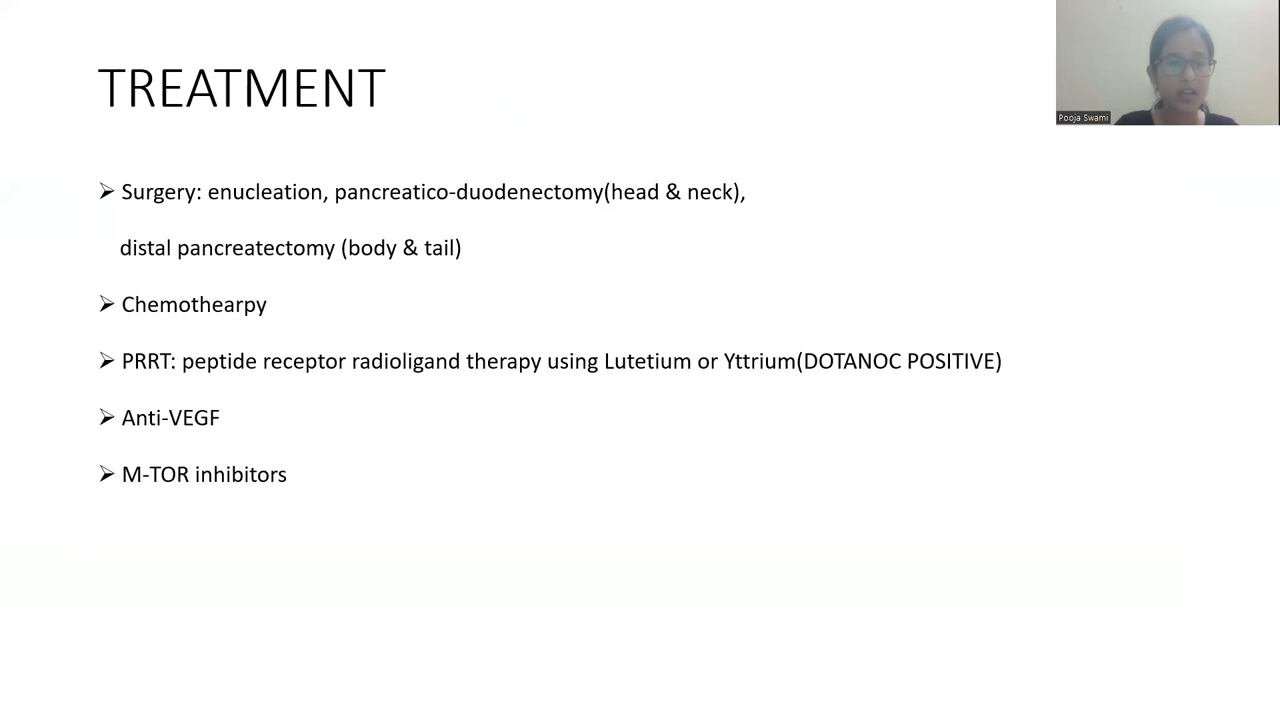 TREATMENT
Pooja Swami
➢ Surgery: enucleation, pancreatico-duodenectomy(head & neck),
distal pancreatectomy (body & tail)
➢ Chemothearpy
➢ PRRT: peptide receptor radioligand therapy using Lutetium or Yttrium(DOTANOC POSITIVE)
➢ Anti-VEGF
➢ M-TOR inhibitors